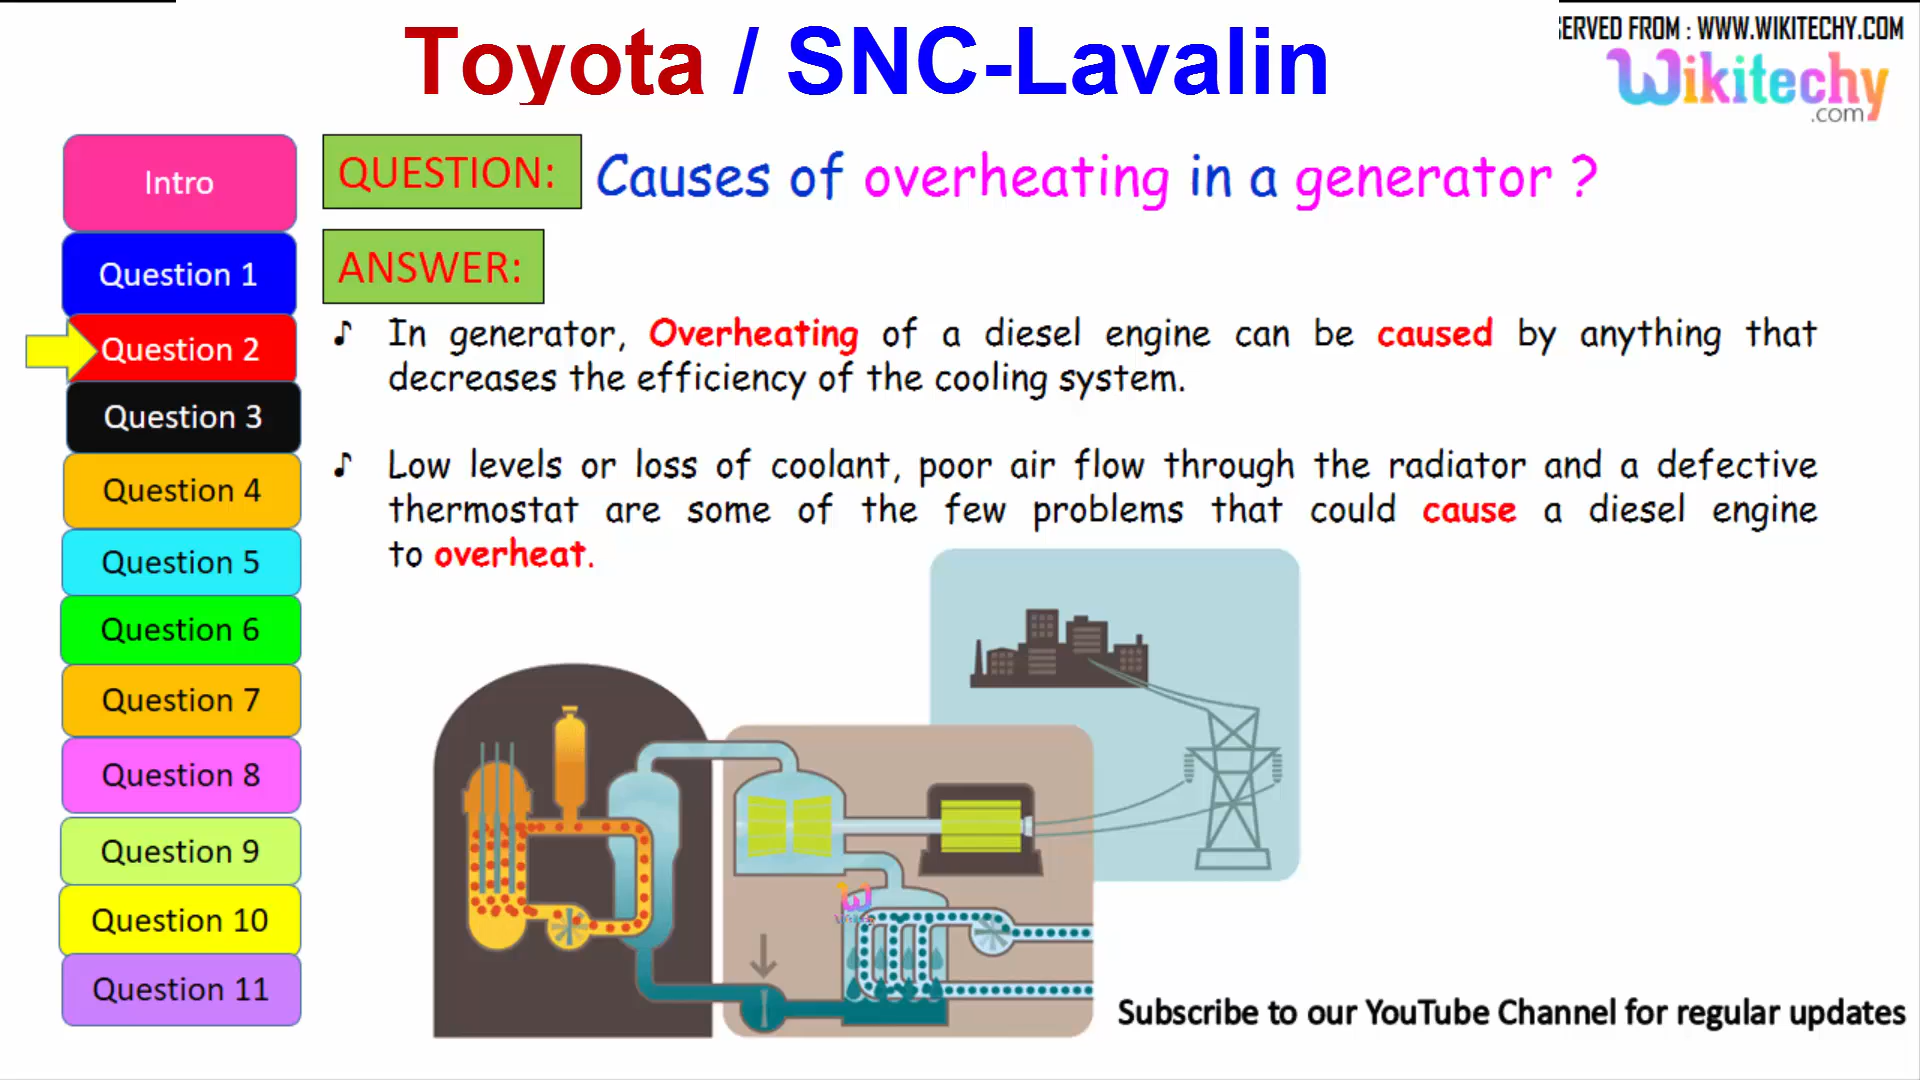 Toyota / SNC-Lavalin
ERVED FROM : WWW.WIKITECHY.COM
Wikitechy
.com
Intro
Question 1
Question 2
Question 3
Question 4
Question 5
Question 6
Question 7
Question 8
Question 9
Question 10
Question 11
QUESTION: Causes of overheating in a generator ?
ANSWER:
♪ In generator, Overheating of a diesel engine can be caused by anything that
decreases the efficiency of the cooling system.
♪ Low levels or loss of coolant, poor air flow through the radiator and a defective
thermostat are some of the few problems that could cause a diesel engine
to overheat.
Subscribe to our YouTube Channel for regular updates